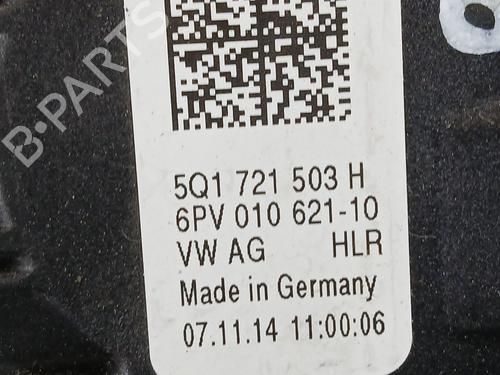 B-PARTS
5Q1 721 503 H
6PV 010 621-10
VW AG HLR
Made in Germany
07.11.14 11:00:06